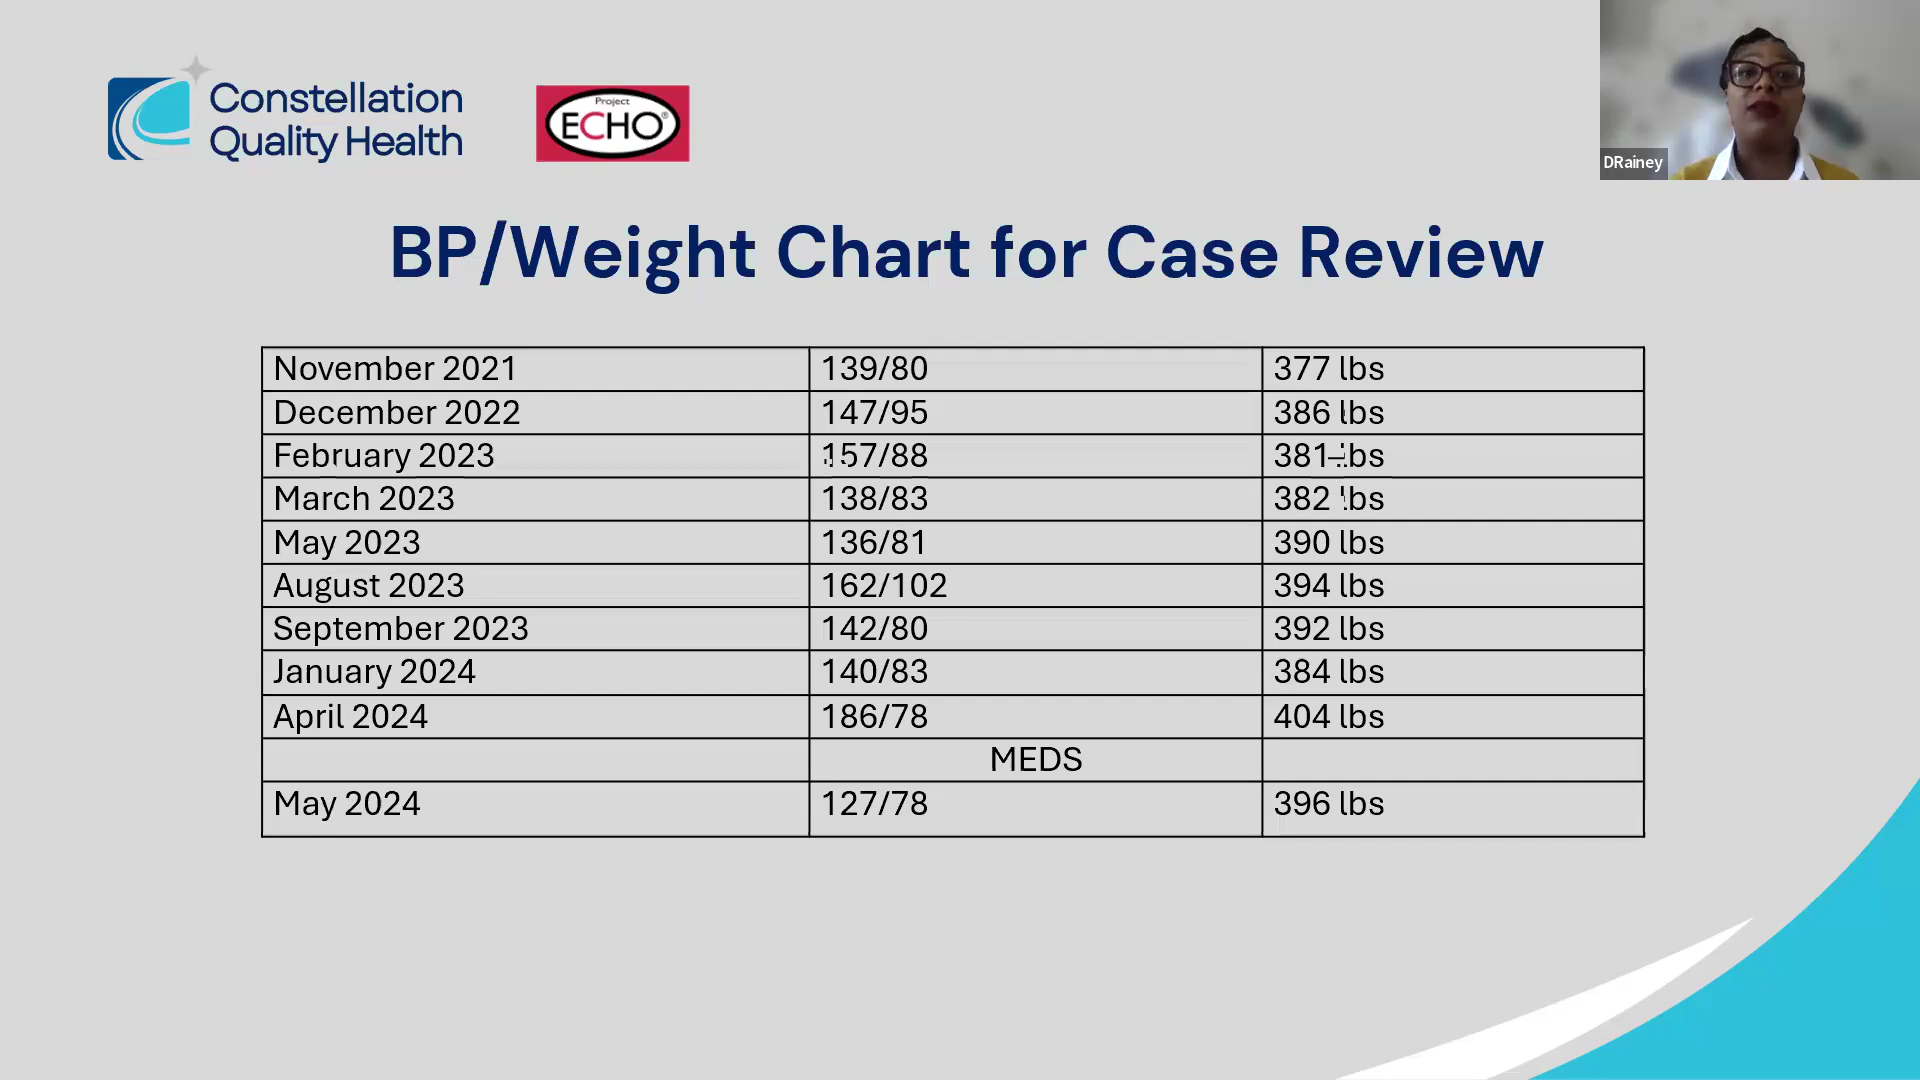 Constellation
Quality Health
Project
ECHO®
DRainey
BP/Weight Chart for Case Review
November 2021 139/80 377 lbs
December 2022 147/95 386 lbs
February 2023 157/88 381 lbs
March 2023 138/83 382 lbs
May 2023 136/81 390 lbs
August 2023 162/102 394 lbs
September 2023 142/80 392 lbs
January 2024 140/83 384 lbs
April 2024 186/78 404 lbs
MEDS
May 2024 127/78 396 lbs